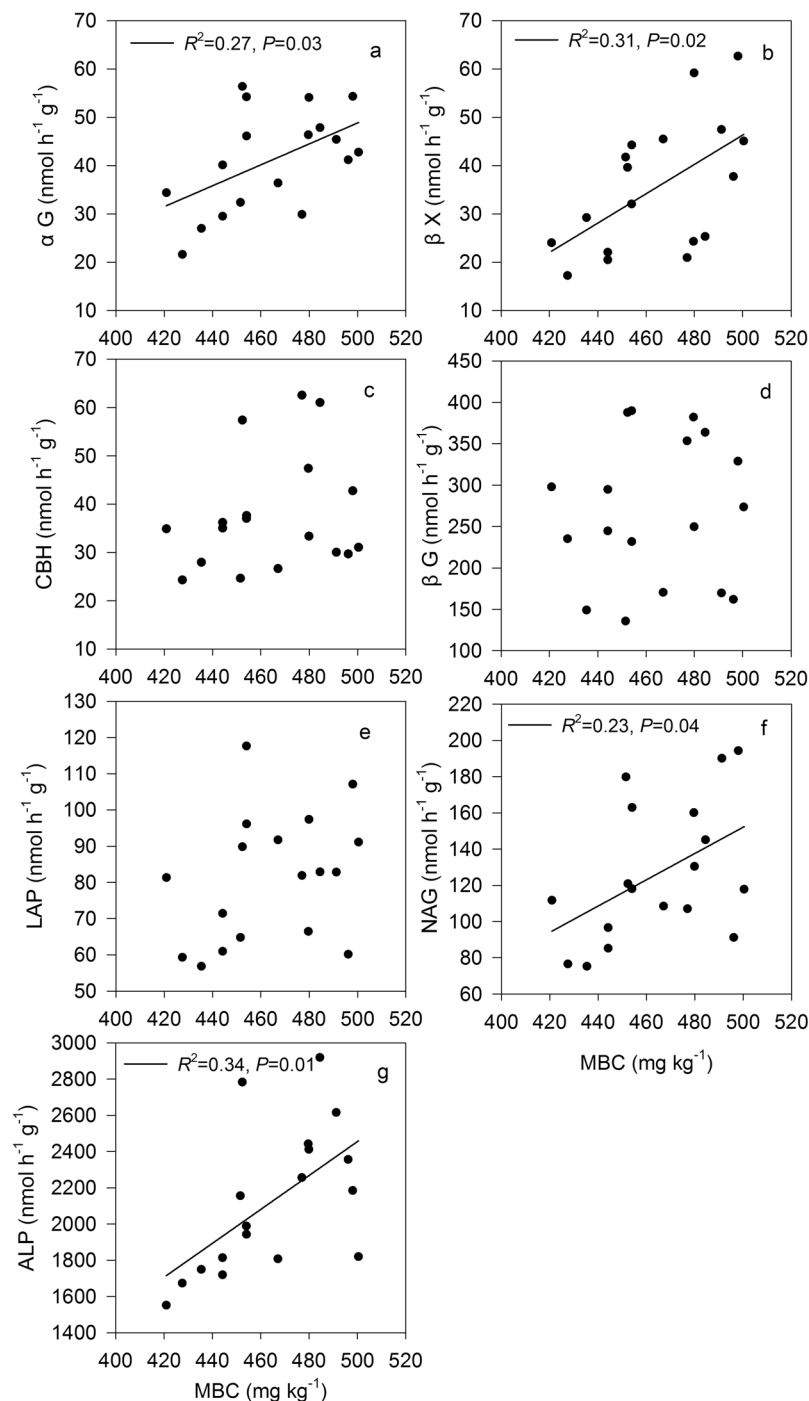 R²=0.27, P=0.03
a
70
60
50
40
30
20
10
α G (nmol h⁻¹ g⁻¹)
400 420 440 460 480 500 520
R²=0.31, P=0.02
b
70
60
50
40
30
20
10
β X (nmol h⁻¹ g⁻¹)
400 420 440 460 480 500 520
c
70
60
50
40
30
20
10
CBH (nmol h⁻¹ g⁻¹)
400 420 440 460 480 500 520
d
450
400
350
300
250
200
150
100
β G (nmol h⁻¹ g⁻¹)
400 420 440 460 480 500 520
e
130
120
110
100
90
80
70
60
50
LAP (nmol h⁻¹ g⁻¹)
400 420 440 460 480 500 520
R²=0.23, P=0.04
f
220
200
180
160
140
120
100
80
60
NAG (nmol h⁻¹ g⁻¹)
400 420 440 460 480 500 520
MBC (mg kg⁻¹)
R²=0.34, P=0.01
g
3000
2800
2600
2400
2200
2000
1800
1600
1400
ALP (nmol h⁻¹ g⁻¹)
400 420 440 460 480 500 520
MBC (mg kg⁻¹)